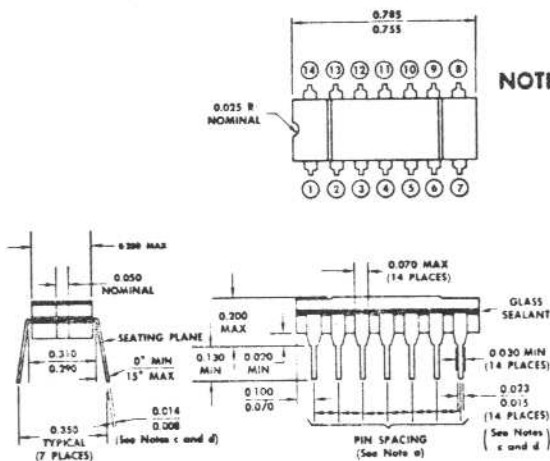 0.785
0.755
14 13 12 11 10 9 8
NOTE
0.025 R
NOMINAL
1 2 3 4 5 6 7
MAX
0.050
NOMINAL
0.070 MAX
(14 PLACES)
GLASS
SEALANT
0.200
MAX
SEATING PLANE
0.310
0.290
0° MIN
15° MAX
0.130
MIN
0.020
MIN
0.030 MIN
(14 PLACES)
0.100
0.070
0.023
0.015
(14 PLACES)
(See Notes
c and d)
0.014
0.008
(See Notes c and d)
0.350
TYPICAL
(7 PLACES)
PIN SPACING
(See Note a)